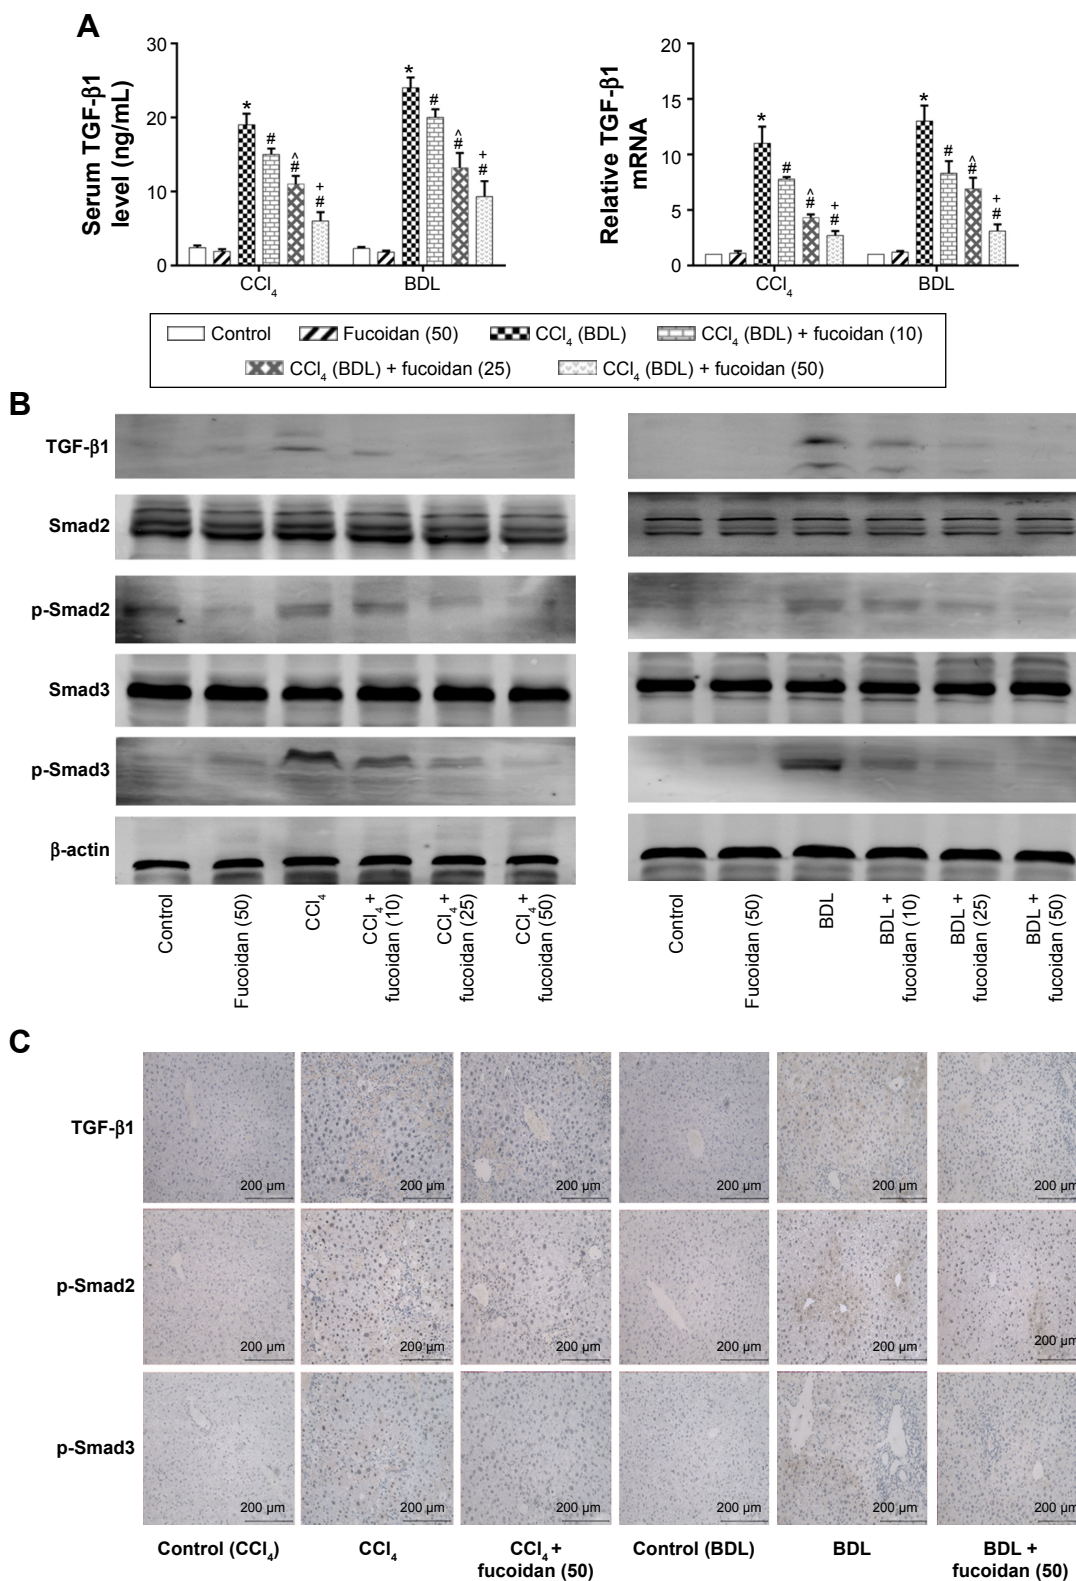 A
Serum TGF-β1
level (ng/mL)
30
20
10
0
*
#
^
#
+
#
*
#
^
#
+
#
CCl₄
BDL
Relative TGF-β1
mRNA
20
15
10
5
0
*
#
^
#
+
#
*
#
^
#
+
#
CCl₄
BDL
Control
Fucoidan (50)
CCl₄ (BDL)
CCl₄ (BDL) + fucoidan (10)
CCl₄ (BDL) + fucoidan (25)
CCl₄ (BDL) + fucoidan (50)
B
TGF-β1
Smad2
p-Smad2
Smad3
p-Smad3
β-actin
Control
Fucoidan (50)
CCl₄
CCl₄ +
fucoidan (10)
CCl₄ +
fucoidan (25)
CCl₄ +
fucoidan (50)
Control
Fucoidan (50)
BDL
BDL +
fucoidan (10)
BDL +
fucoidan (25)
BDL +
fucoidan (50)
C
TGF-β1
200 µm 200 µm 200 µm 200 µm 200 µm 200 µm
p-Smad2
200 µm 200 µm 200 µm 200 µm 200 µm 200 µm
p-Smad3
200 µm 200 µm 200 µm 200 µm 200 µm 200 µm
Control (CCl₄)
CCl₄
CCl₄ +
fucoidan (50)
Control (BDL)
BDL
BDL +
fucoidan (50)